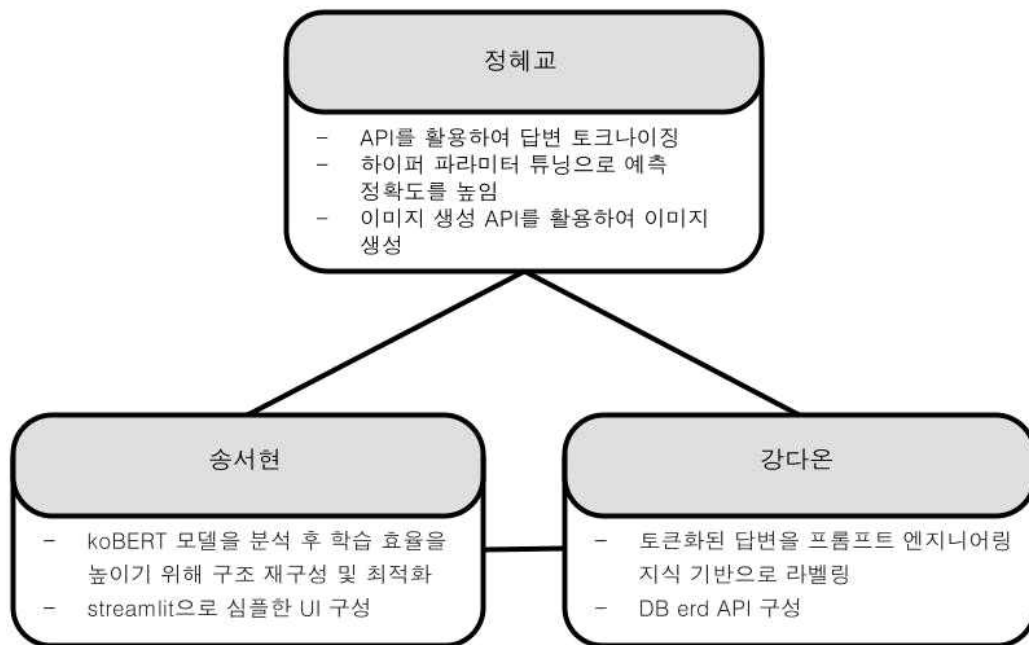 정혜교
– API를 활용하여 답변 토크나이징
– 하이퍼 파라미터 튜닝으로 예측
정확도를 높임
– 이미지 생성 API를 활용하여 이미지
생성
송서현
– koBERT 모델을 분석 후 학습 효율을
높이기 위해 구조 재구성 및 최적화
– streamlit으로 심플한 UI 구성
강다온
– 토큰화된 답변을 프롬프트 엔지니어링
지식 기반으로 라벨링
– DB erd API 구성